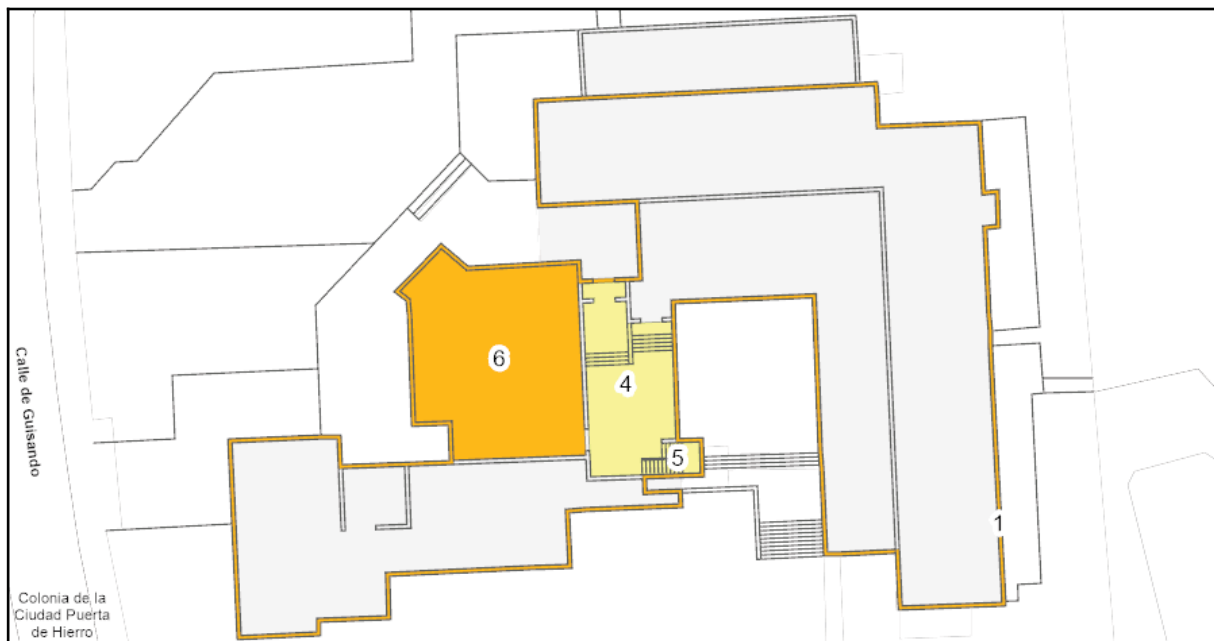 6
4
5
1
Calle de Guisando
Colonia de la
Ciudad Puerta
de Hierro